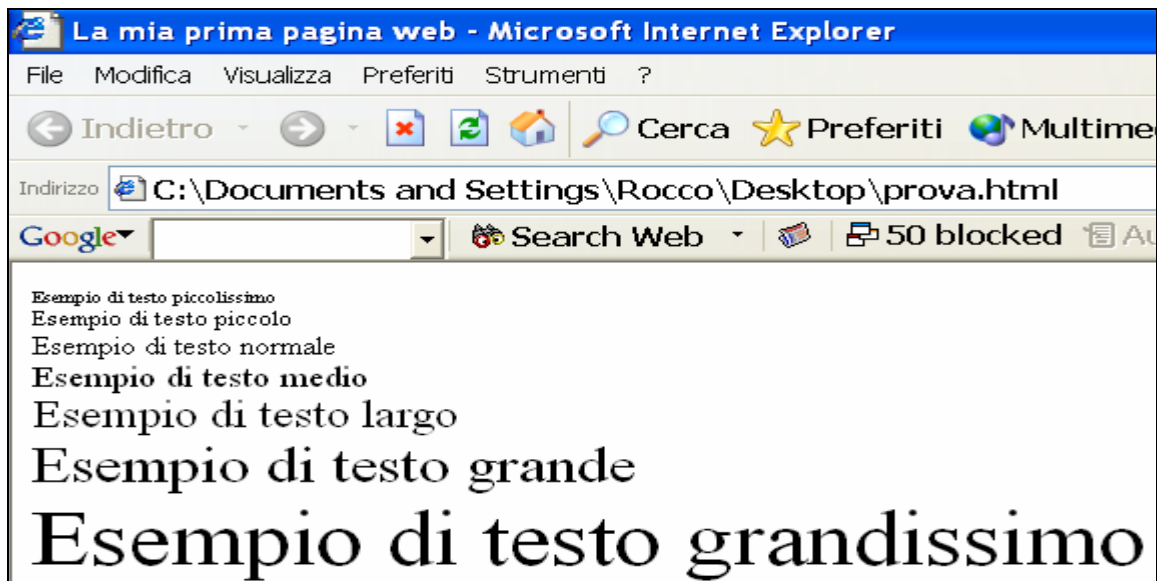 La mia prima pagina web - Microsoft Internet Explorer
File Modifica Visualizza Preferiti Strumenti ?
Indietro Cerca Preferiti Multime
Indirizzo C:\Documents and Settings\Rocco\Desktop\prova.html
Google Search Web 50 blocked Au
Esempio di testo piccolissimo
Esempio di testo piccolo
Esempio di testo normale
Esempio di testo medio
Esempio di testo largo
Esempio di testo grande
Esempio di testo grandissimo